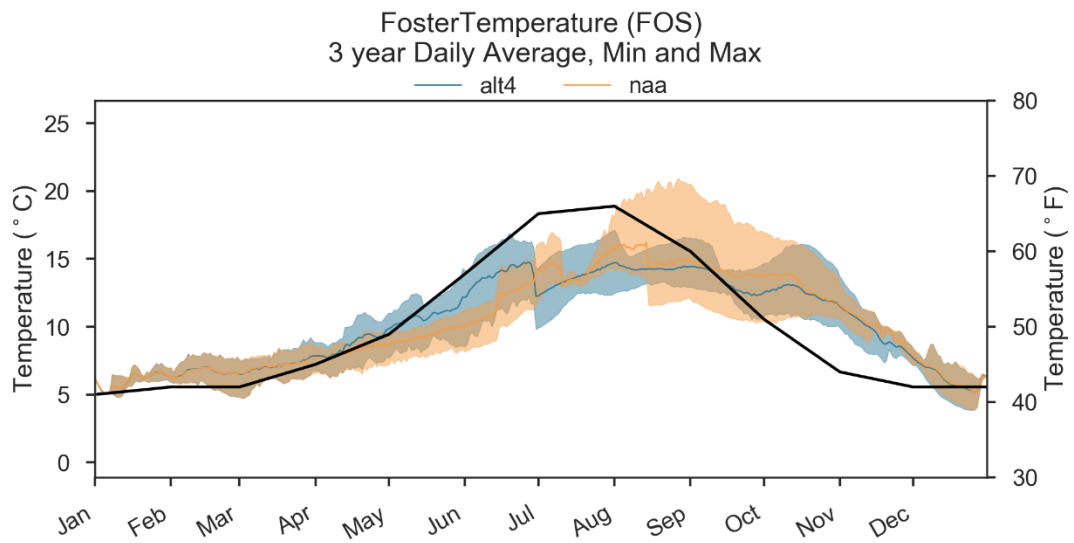 FosterTemperature (FOS)
3 year Daily Average, Min and Max
alt4 naa
Temperature ( ° C)
25
20
15
10
5
0
80
70
60
50
40
30
Temperature ( ° F)
Jan Feb Mar Apr May Jun Jul Aug Sep Oct Nov Dec